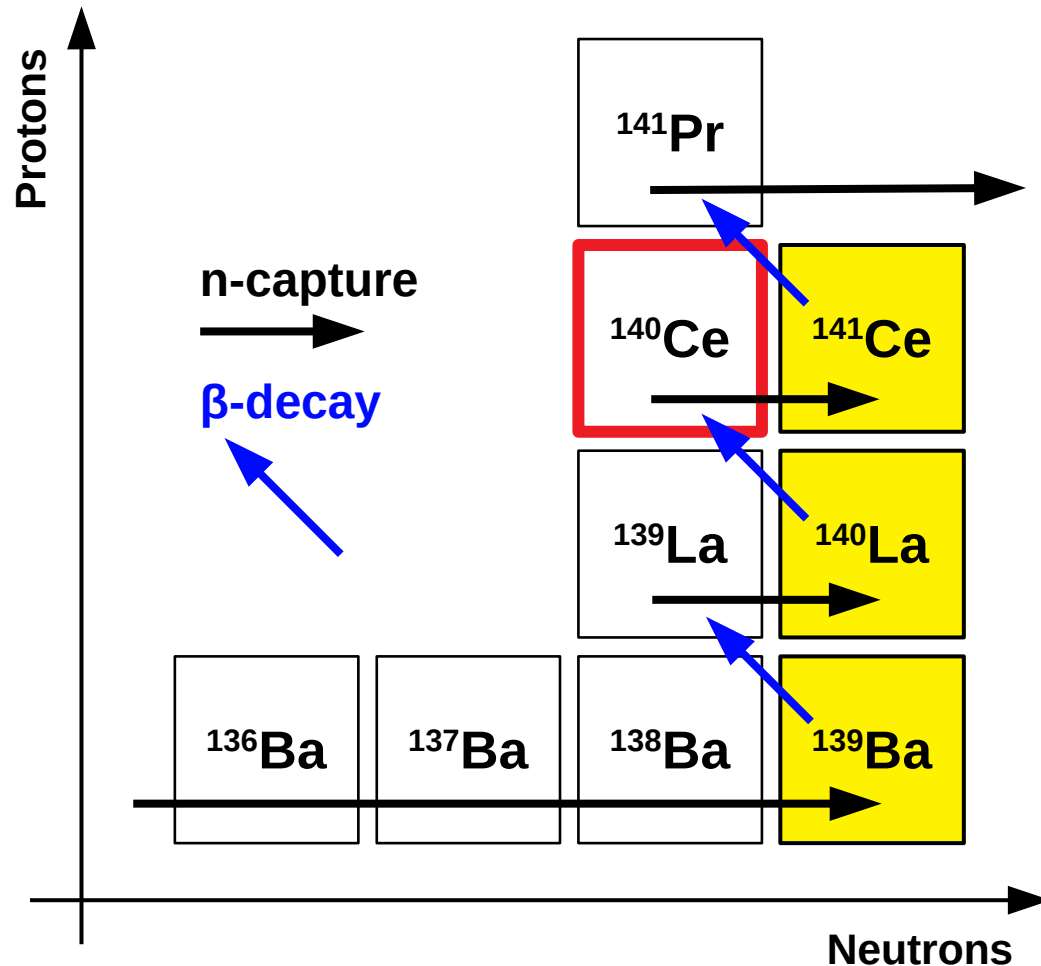 Protons
¹⁴¹Pr
n-capture
¹⁴⁰Ce
¹⁴¹Ce
β-decay
¹³⁹La
¹⁴⁰La
¹³⁶Ba
¹³⁷Ba
¹³⁸Ba
¹³⁹Ba
Neutrons